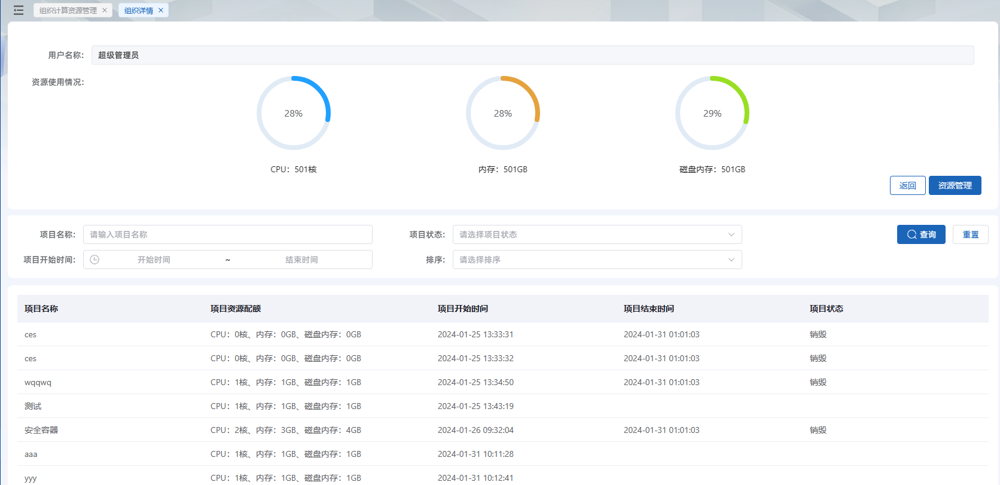 组织计算资源管理 × 组织详情 ×
用户名称： 超级管理员
资源使用情况：
28% 28% 29%
CPU：501核 内存：501GB 磁盘内存：501GB
返回 资源管理
项目名称： 请输入项目名称 项目状态： 请选择项目状态 查询 重置
项目开始时间： 开始时间 ~ 结束时间 排序： 请选择排序
项目名称 项目资源配额 项目开始时间 项目结束时间 项目状态
ces CPU：0核、内存：0GB、磁盘内存：0GB 2024-01-25 13:33:31 2024-01-31 01:01:03 销毁
ces CPU：0核、内存：0GB、磁盘内存：0GB 2024-01-25 13:33:32 2024-01-31 01:01:03 销毁
wqqwq CPU：1核、内存：1GB、磁盘内存：1GB 2024-01-25 13:34:50 2024-01-31 01:01:03 销毁
测试 CPU：1核、内存：1GB、磁盘内存：1GB 2024-01-25 13:43:19
安全容器 CPU：2核、内存：3GB、磁盘内存：4GB 2024-01-26 09:32:04 2024-01-31 01:01:03 销毁
aaa CPU：1核、内存：1GB、磁盘内存：1GB 2024-01-31 10:11:28
yyy CPU：1核、内存：1GB、磁盘内存：1GB 2024-01-31 10:12:41